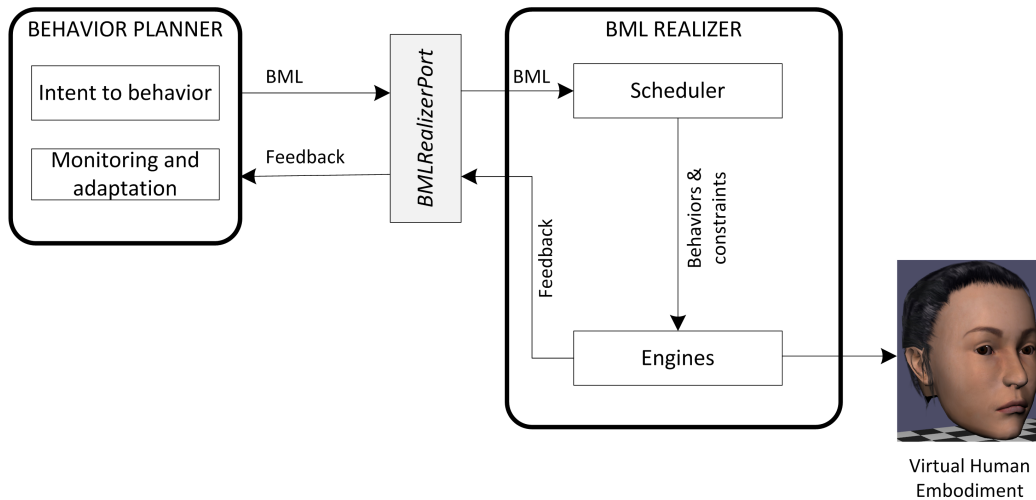 BEHAVIOR PLANNER
Intent to behavior
Monitoring and
adaptation
BML
Feedback
BMLRealizerPort
BML REALIZER
BML
Scheduler
Behaviors &
constraints
Feedback
Engines
Virtual Human
Embodiment